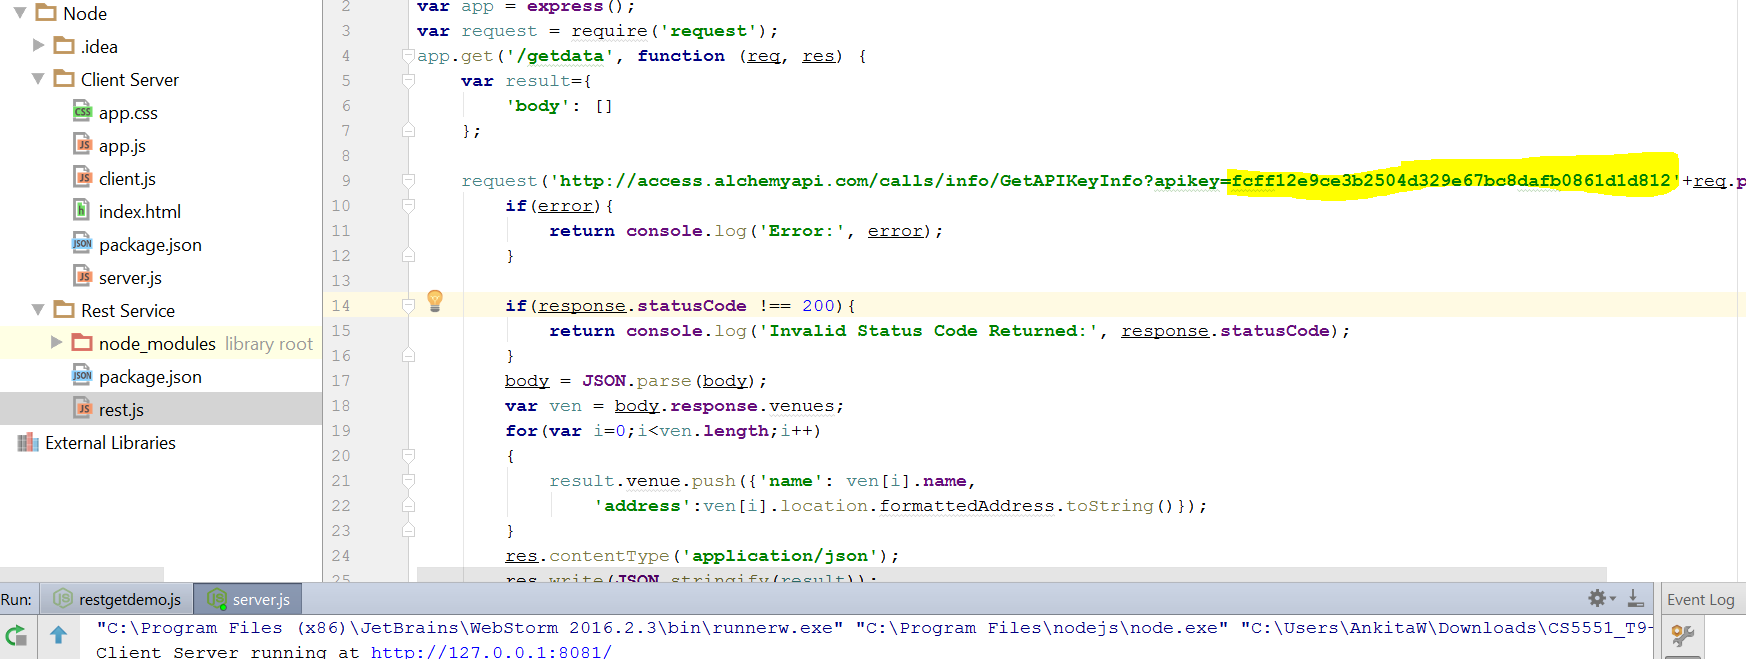 Node
.idea
Client Server
app.css
app.js
client.js
index.html
package.json
server.js
Rest Service
node_modules library root
package.json
rest.js
External Libraries
2 var app = express();
3 var request = require('request');
4 app.get('/getdata', function (req, res) {
5 var result={
6 'body': []
7 };
8
9 request('http://access.alchemyapi.com/calls/info/GetAPIKeyInfo?apikey=fcff12e9ce3b2504d329e67bc8dafb0861d1d812'+req.p
10 if(error){
11 return console.log('Error:', error);
12 }
13
14 if(response.statusCode !== 200){
15 return console.log('Invalid Status Code Returned:', response.statusCode);
16 }
17 body = JSON.parse(body);
18 var ven = body.response.venues;
19 for(var i=0;i<ven.length;i++)
20 {
21 result.venue.push({'name': ven[i].name,
22 'address':ven[i].location.formattedAddress.toString()});
23 }
24 res.contentType('application/json');
25 res.write(JSON.stringify(result));
Run: restgetdemo.js server.js Event Log
"C:\Program Files (x86)\JetBrains\WebStorm 2016.2.3\bin\runnerw.exe" "C:\Program Files\nodejs\node.exe" "C:\Users\AnkitaW\Downloads\CS5551_T9-
Client Server running at http://127.0.0.1:8081/